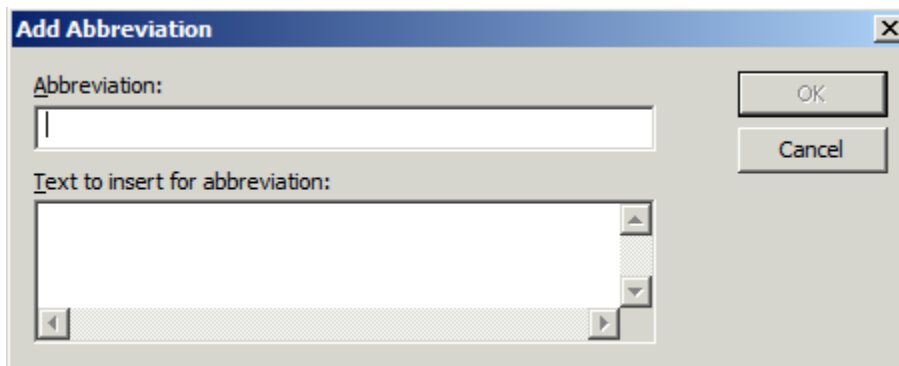 Add Abbreviation
Abbreviation:
OK
Cancel
Text to insert for abbreviation: